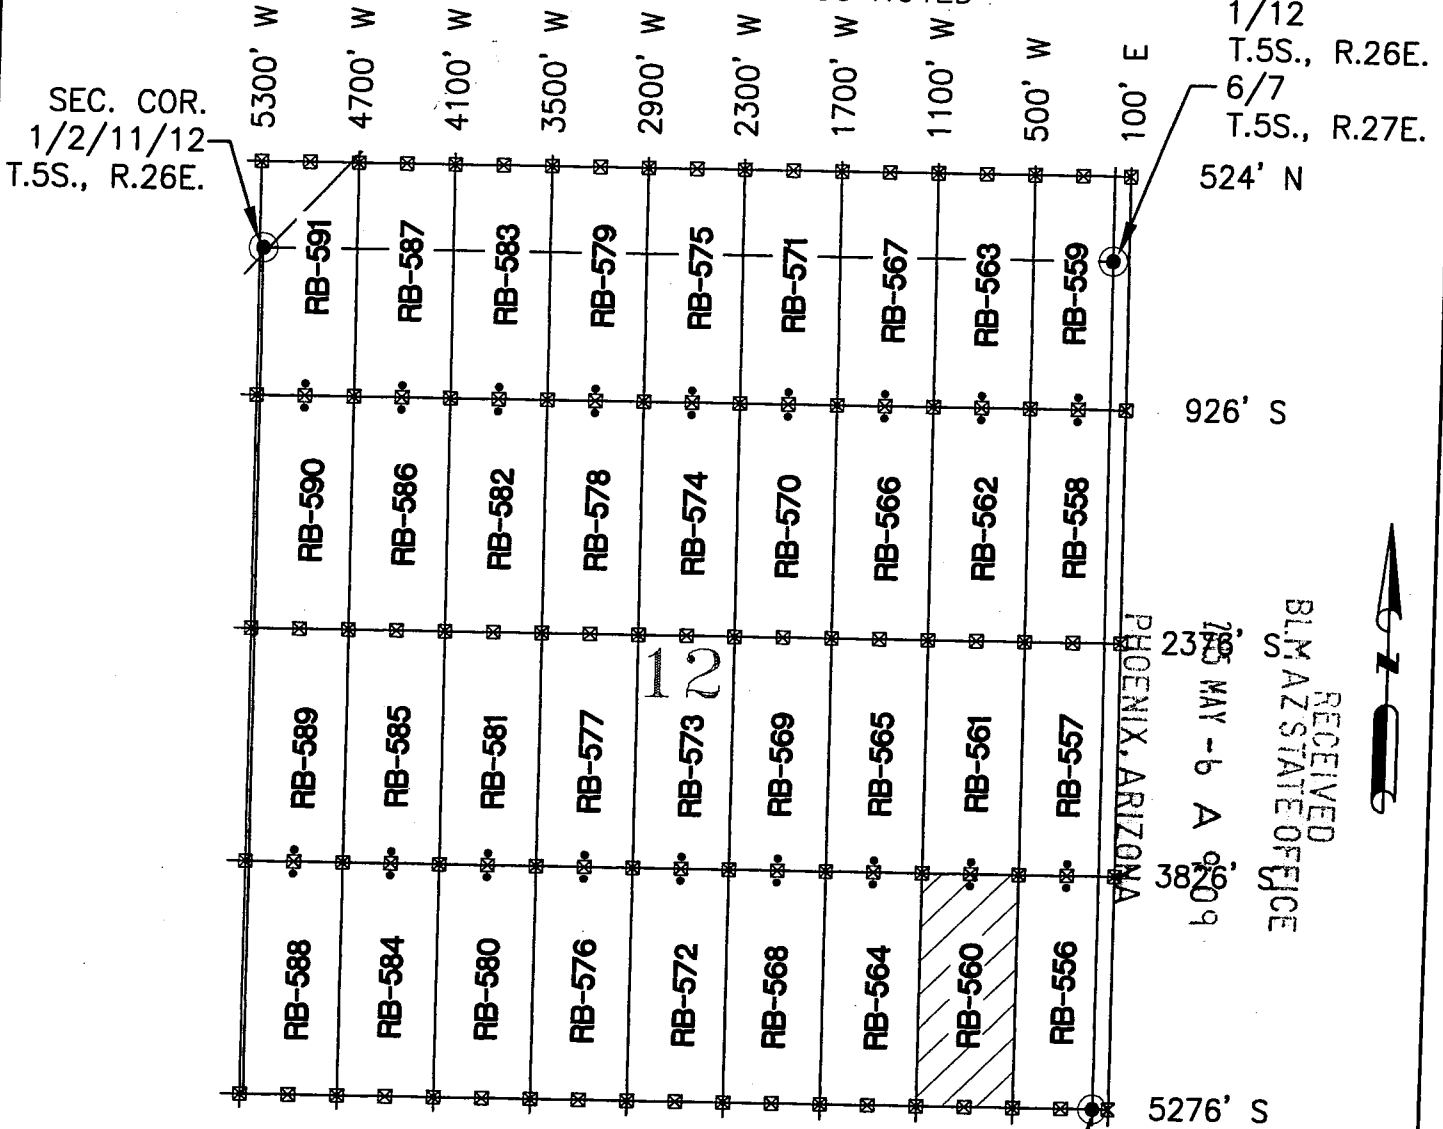 5300' W
4700' W
4100' W
3500' W
2900' W
2300' W
1700' W
1100' W
500' W
100' E
1/12
T.5S., R.26E.
6/7
T.5S., R.27E.
SEC. COR.
1/2/11/12
T.5S., R.26E.
524' N
RB-591
RB-587
RB-583
RB-579
RB-575
RB-571
RB-567
RB-563
RB-559
926' S
RB-590
RB-586
RB-582
RB-578
RB-574
RB-570
RB-566
RB-562
RB-558
2376' S
12
RB-589
RB-585
RB-581
RB-577
RB-573
RB-569
RB-565
RB-561
RB-557
3826' S
RB-588
RB-584
RB-580
RB-576
RB-572
RB-568
RB-564
RB-560
RB-556
5276' S
N
RECEIVED
BLM AZ STATE OFFICE
MAY -6 A
PHOENIX, ARIZONA